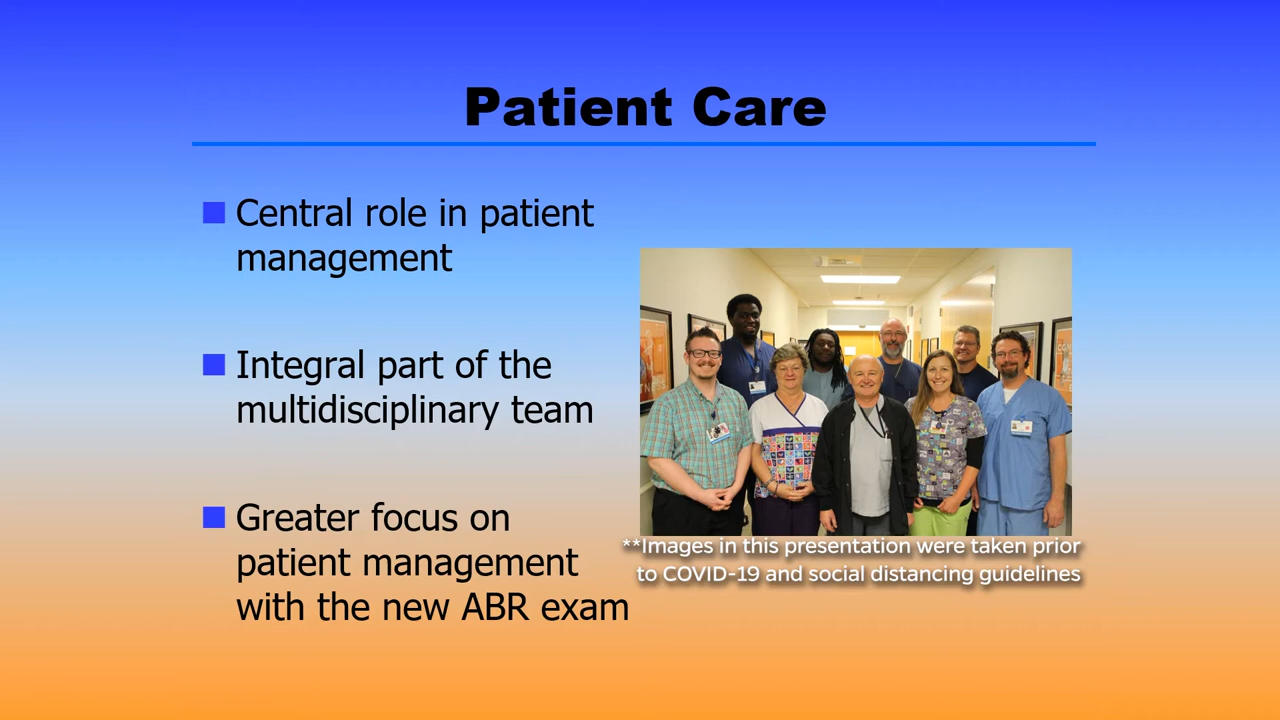 Patient Care
Central role in patient
management
Integral part of the
multidisciplinary team
Greater focus on
patient management
with the new ABR exam
**Images in this presentation were taken prior
to COVID-19 and social distancing guidelines